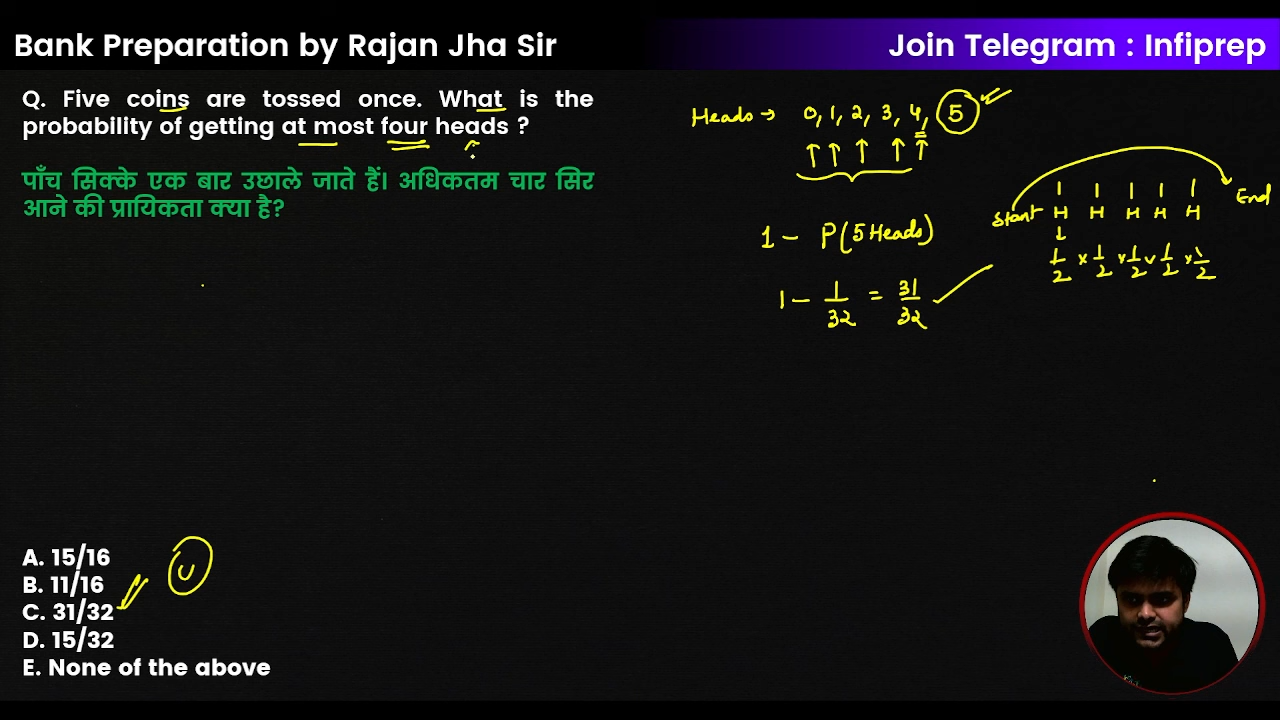 Bank Preparation by Rajan Jha Sir
Join Telegram : Infiprep
Q. Five coins are tossed once. What is the
probability of getting at most four heads ?
पाँच सिक्के एक बार उछाले जाते हैं। अधिकतम चार सिर
आने की प्रायिकता क्या है?
Heads → 0, 1, 2, 3, 4, 5
Start H H H H H End
1/2 × 1/2 × 1/2 × 1/2 × 1/2
1 - P(5 Heads)
1 - 1/32 = 31/32
A. 15/16
B. 11/16
C. 31/32
D. 15/32
E. None of the above